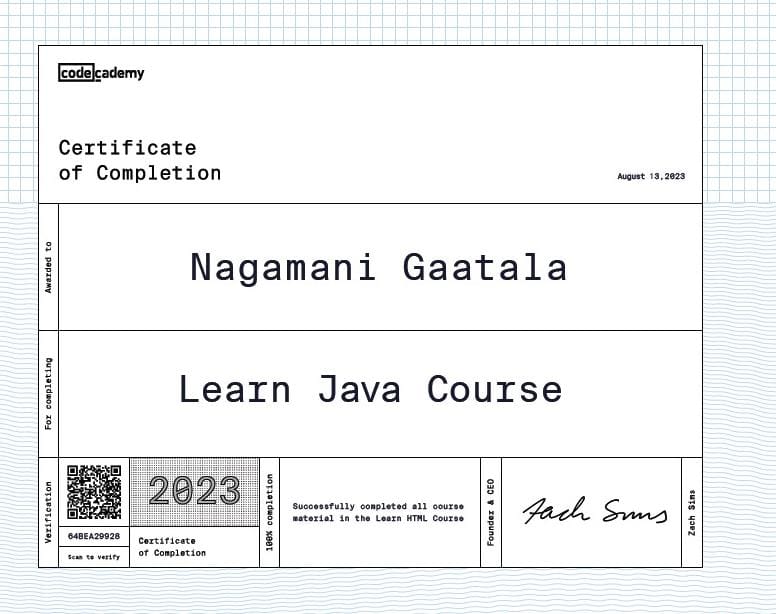 codecademy
Certificate
of Completion
August 13,2023
Awarded to
Nagamani Gaatala
For completing
Learn Java Course
Verification
64BEA29928
Scan to verify
2023
Certificate
of Completion
100% completion
Successfully completed all course
material in the Learn HTML Course
Founder & CEO
Zach Sims
Zach Sims